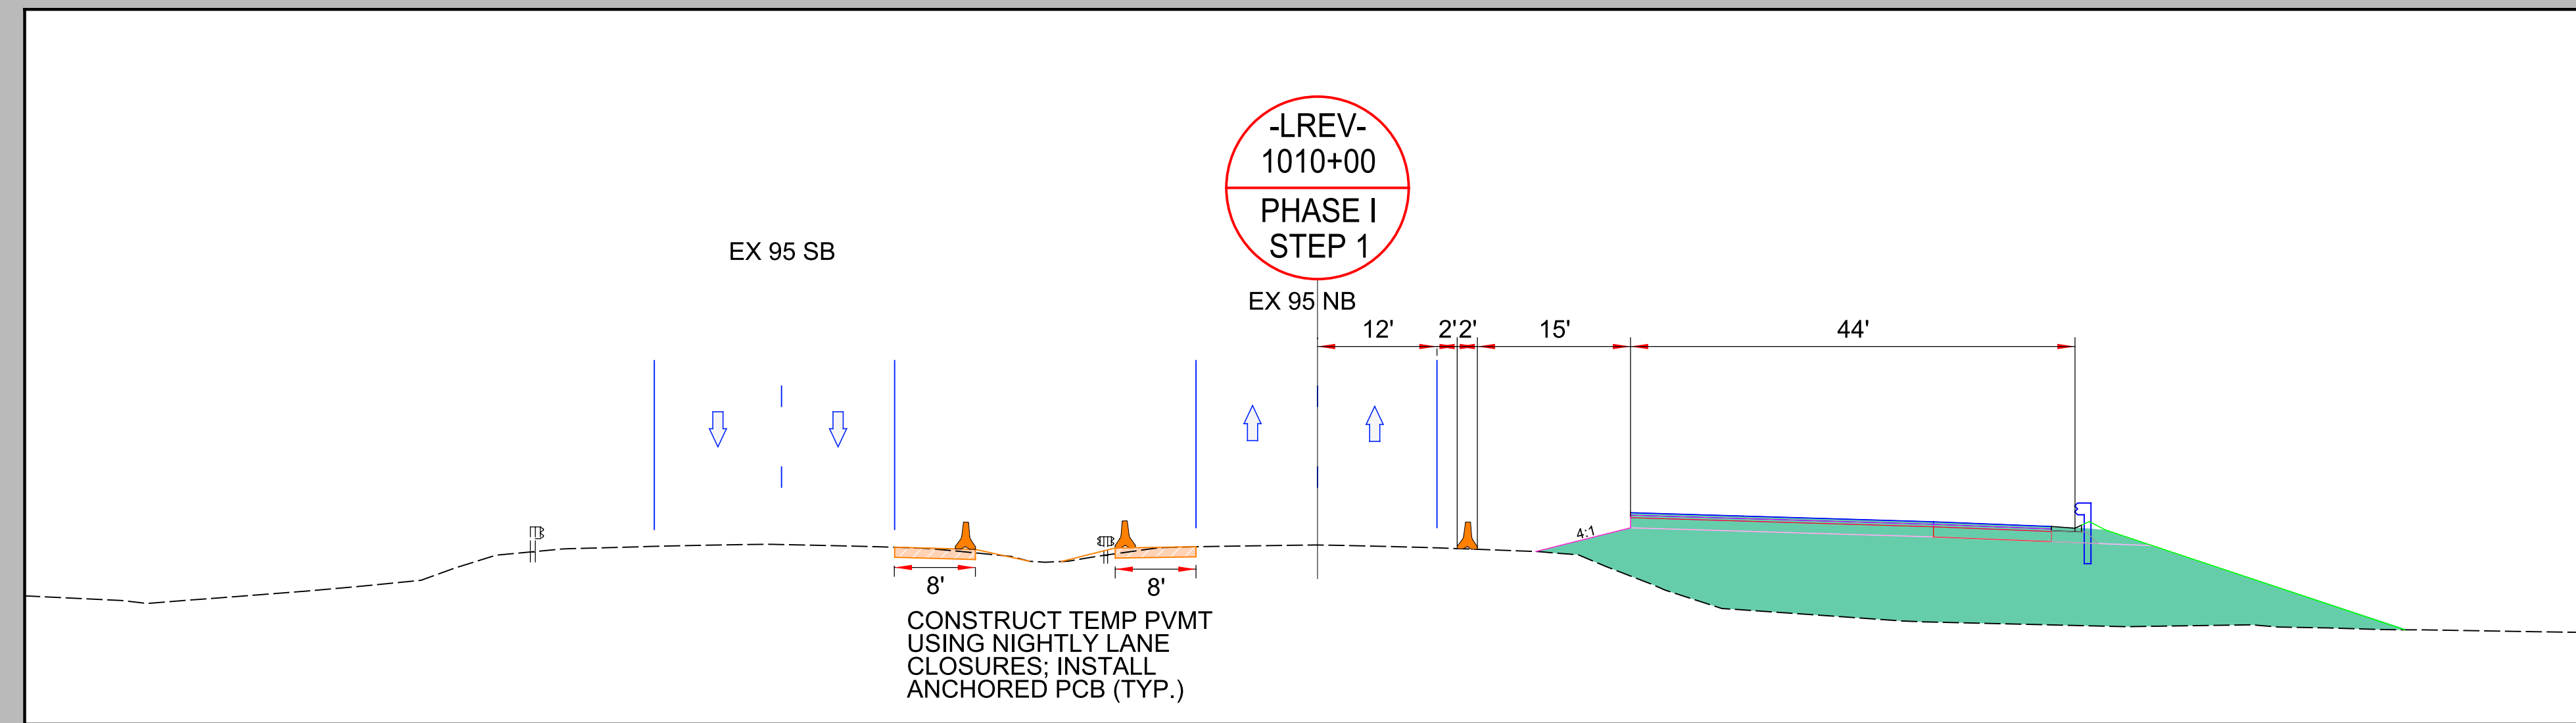 -LREV-
1010+00
PHASE I
STEP 1
EX 95 SB
EX 95 NB
12' 2' 2' 15' 44'
4:1
8' 8'
CONSTRUCT TEMP PVMT
USING NIGHTLY LANE
CLOSURES; INSTALL
ANCHORED PCB (TYP.)